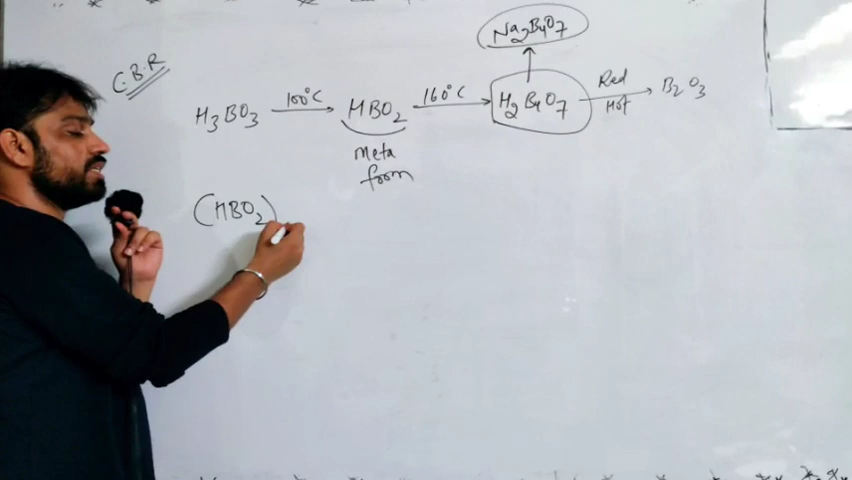 Na2B4O7
C.B.R
H3BO3 100°C HBO2 160°C H2B4O7 Red Hot B2O3
Meta
form
(HBO2)